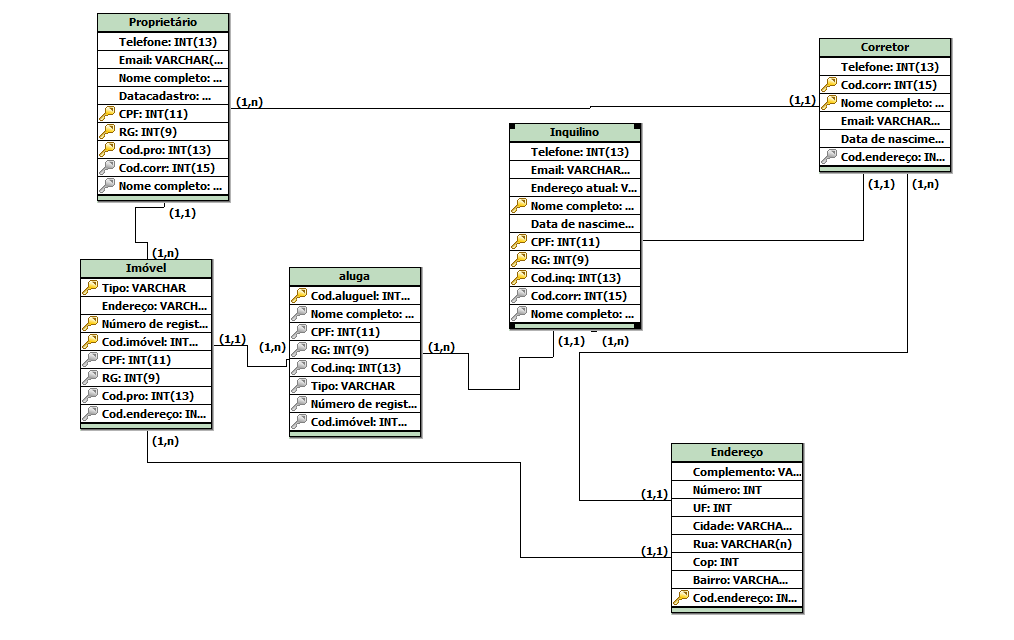 Proprietário
Telefone: INT(13)
Email: VARCHAR(...
Nome completo: ...
Datacadastro: ...
CPF: INT(11)
RG: INT(9)
Cod.pro: INT(13)
Cod.corr: INT(15)
Nome completo: ...
(1,n)
(1,1)
Corretor
Telefone: INT(13)
Cod.corr: INT(15)
Nome completo: ...
Email: VARCHAR...
Data de nascime...
Cod.endereço: IN...
(1,1)
(1,n)
Inquilino
Telefone: INT(13)
Email: VARCHAR...
Endereço atual: V...
Nome completo: ...
Data de nascime...
CPF: INT(11)
RG: INT(9)
Cod.inq: INT(13)
Cod.corr: INT(15)
Nome completo: ...
(1,1)
(1,n)
(1,1)
(1,n)
Imóvel
Tipo: VARCHAR
Endereço: VARCH...
Número de regist...
Cod.imóvel: INT...
CPF: INT(11)
RG: INT(9)
Cod.pro: INT(13)
Cod.endereço: IN...
(1,1)
(1,n)
aluga
Cod.aluguel: INT...
Nome completo: ...
CPF: INT(11)
RG: INT(9)
Cod.inq: INT(13)
Tipo: VARCHAR
Número de regist...
Cod.imóvel: INT...
(1,n)
(1,n)
(1,1)
(1,1)
Endereço
Complemento: VA...
Número: INT
UF: INT
Cidade: VARCHA...
Rua: VARCHAR(n)
Cop: INT
Bairro: VARCHA...
Cod.endereço: IN...